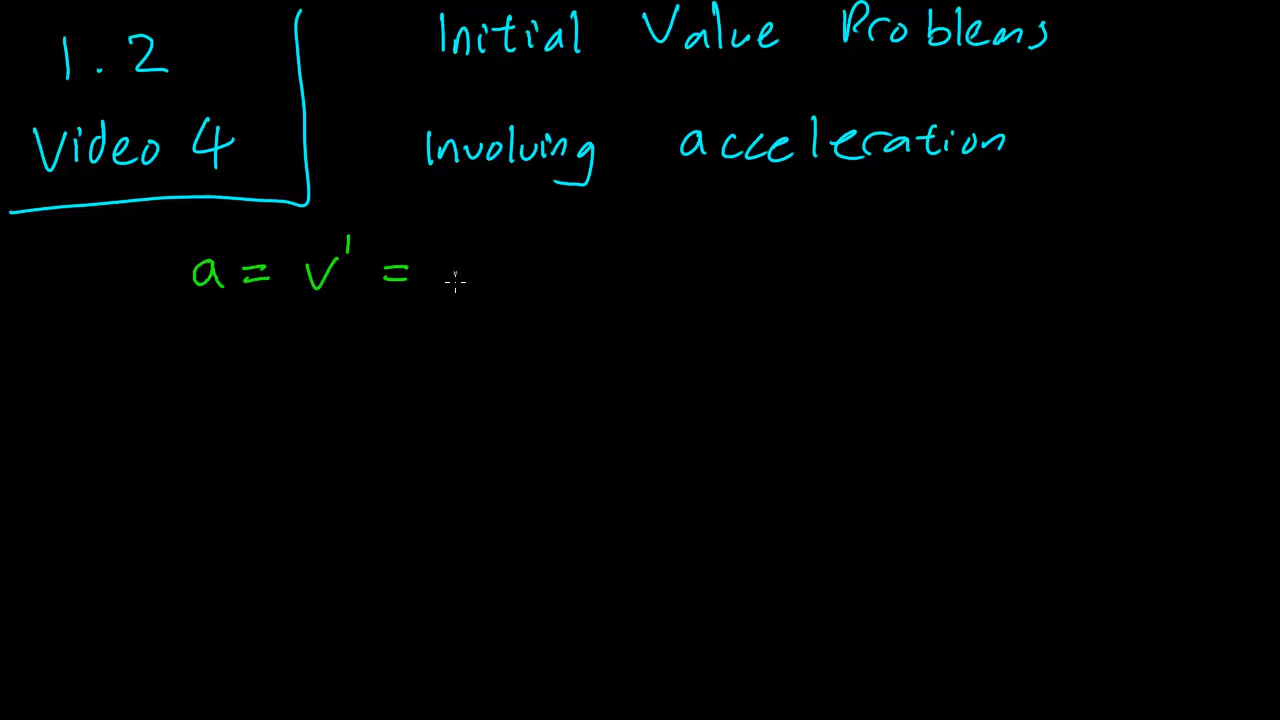 1.2
Video 4
Initial Value Problems
Involving acceleration
a = v' =